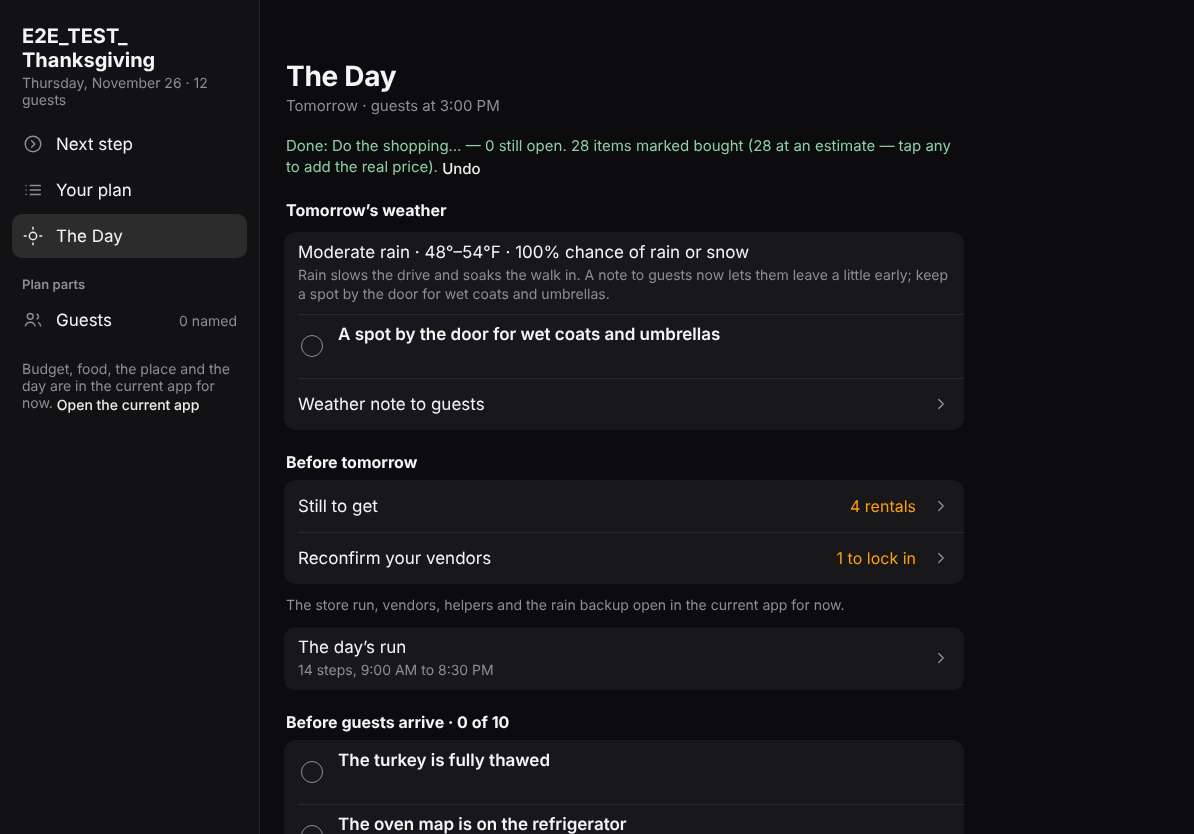 E2E_TEST_
Thanksgiving
Thursday, November 26 · 12
guests
Next step
Your plan
The Day
Plan parts
Guests 0 named
Budget, food, the place and the
day are in the current app for
now. Open the current app
The Day
Tomorrow · guests at 3:00 PM
Done: Do the shopping... — 0 still open. 28 items marked bought (28 at an estimate — tap any
to add the real price). Undo
Tomorrow’s weather
Moderate rain · 48°–54°F · 100% chance of rain or snow
Rain slows the drive and soaks the walk in. A note to guests now lets them leave a little early; keep
a spot by the door for wet coats and umbrellas.
A spot by the door for wet coats and umbrellas
Weather note to guests
Before tomorrow
Still to get 4 rentals
Reconfirm your vendors 1 to lock in
The store run, vendors, helpers and the rain backup open in the current app for now.
The day’s run
14 steps, 9:00 AM to 8:30 PM
Before guests arrive · 0 of 10
The turkey is fully thawed
The oven map is on the refrigerator